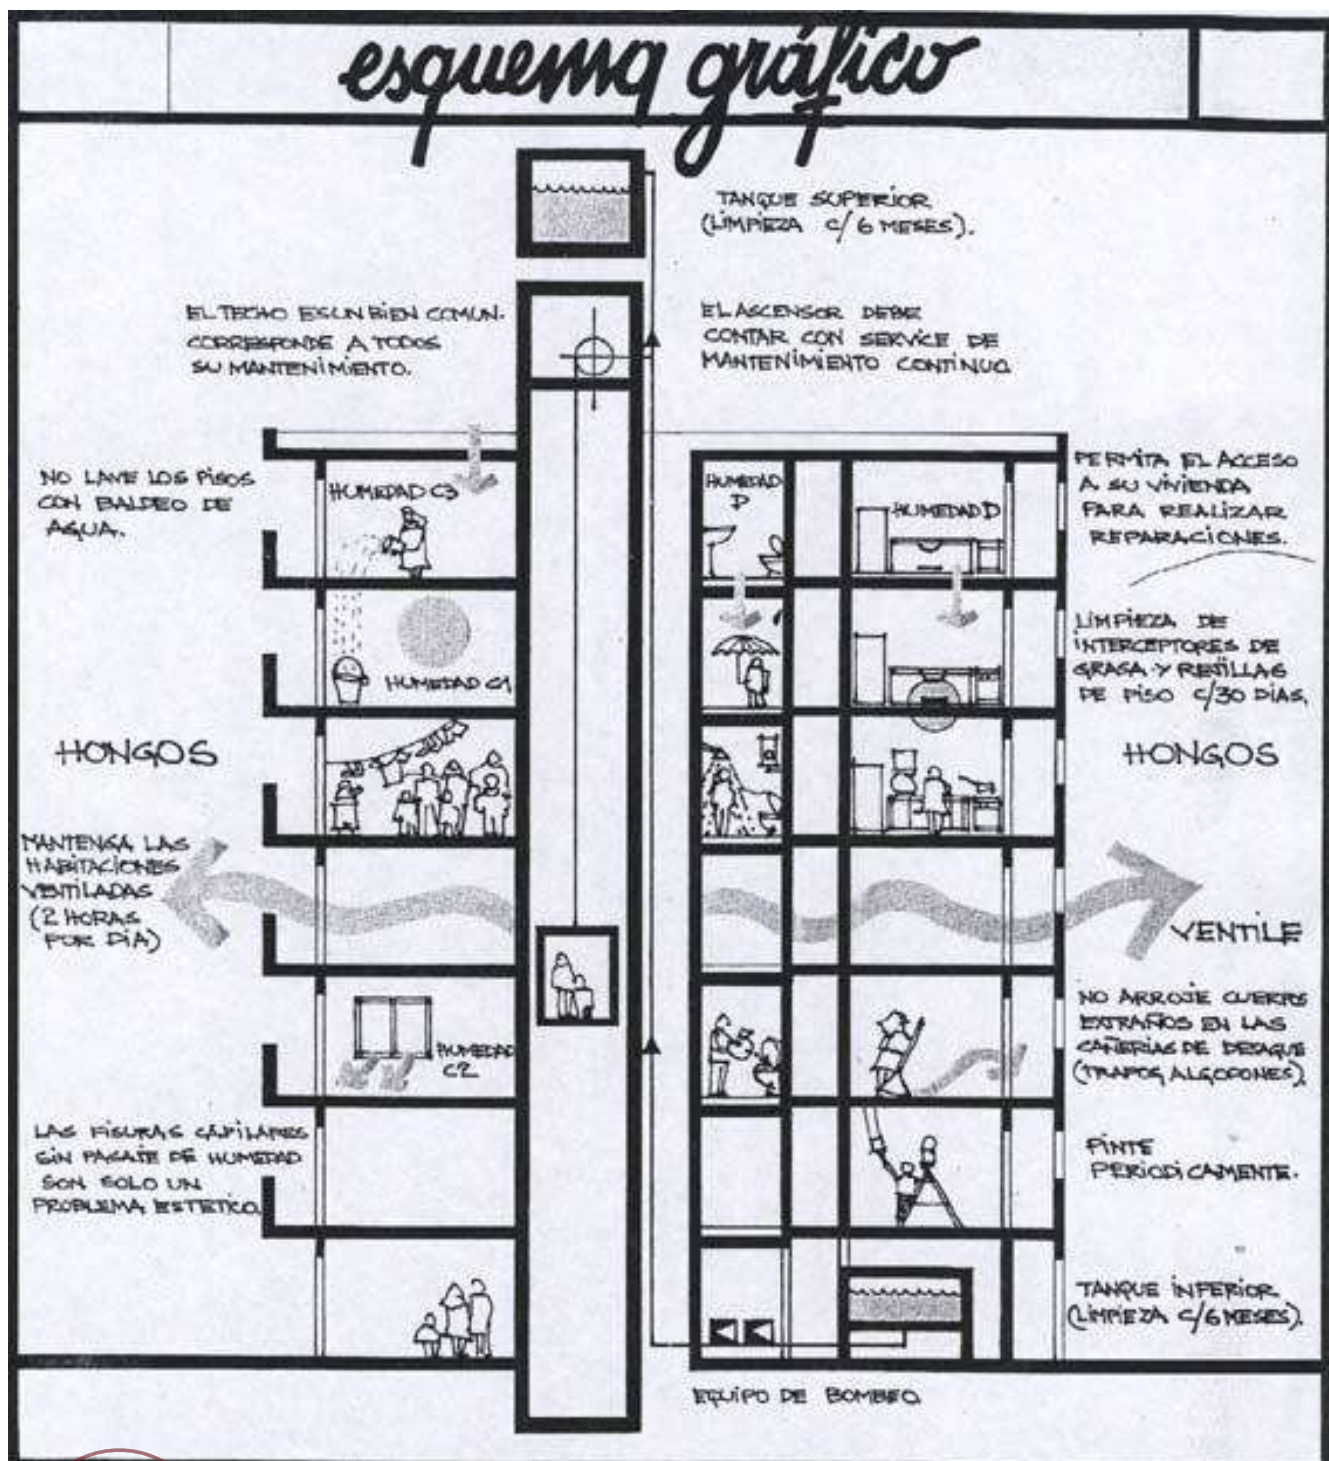 esquema gráfico
TANQUE SUPERIOR
(LIMPIEZA C/6 MESES).
EL TECHO ES UN BIEN COMUN.
CORRESPONDE A TODOS
SU MANTENIMIENTO.
EL ASCENSOR DEBE
CONTAR CON SERVICE DE
MANTENIMIENTO CONTINUO
NO LAVE LOS PISOS
CON BALDEO DE
AGUA.
HUMEDAD C3
HUMEDAD
D
HUMEDAD D
PERMITA EL ACCESO
A SU VIVIENDA
PARA REALIZAR
REPARACIONES.
HUMEDAD C1
LIMPIEZA DE
INTERCEPTORES DE
GRASA Y REJILLAS
DE PISO C/30 DIAS,
HONGOS
HONGOS
MANTENGA LAS
HABITACIONES
VENTILADAS
(2 HORAS
POR DÍA)
VENTILE
HUMEDAD
C2
NO ARROJE CUERPOS
EXTRAÑOS EN LAS
CAÑERIAS DE DESAGUE
(TRAPOS, ALGODONES).
LAS FISURAS CAPILARES
SIN PASAJE DE HUMEDAD
SON SOLO UN
PROBLEMA ESTETICO.
PINTE
PERIODICAMENTE.
TANQUE INFERIOR
(LIMPIEZA C/6 MESES).
EQUIPO DE BOMBEO